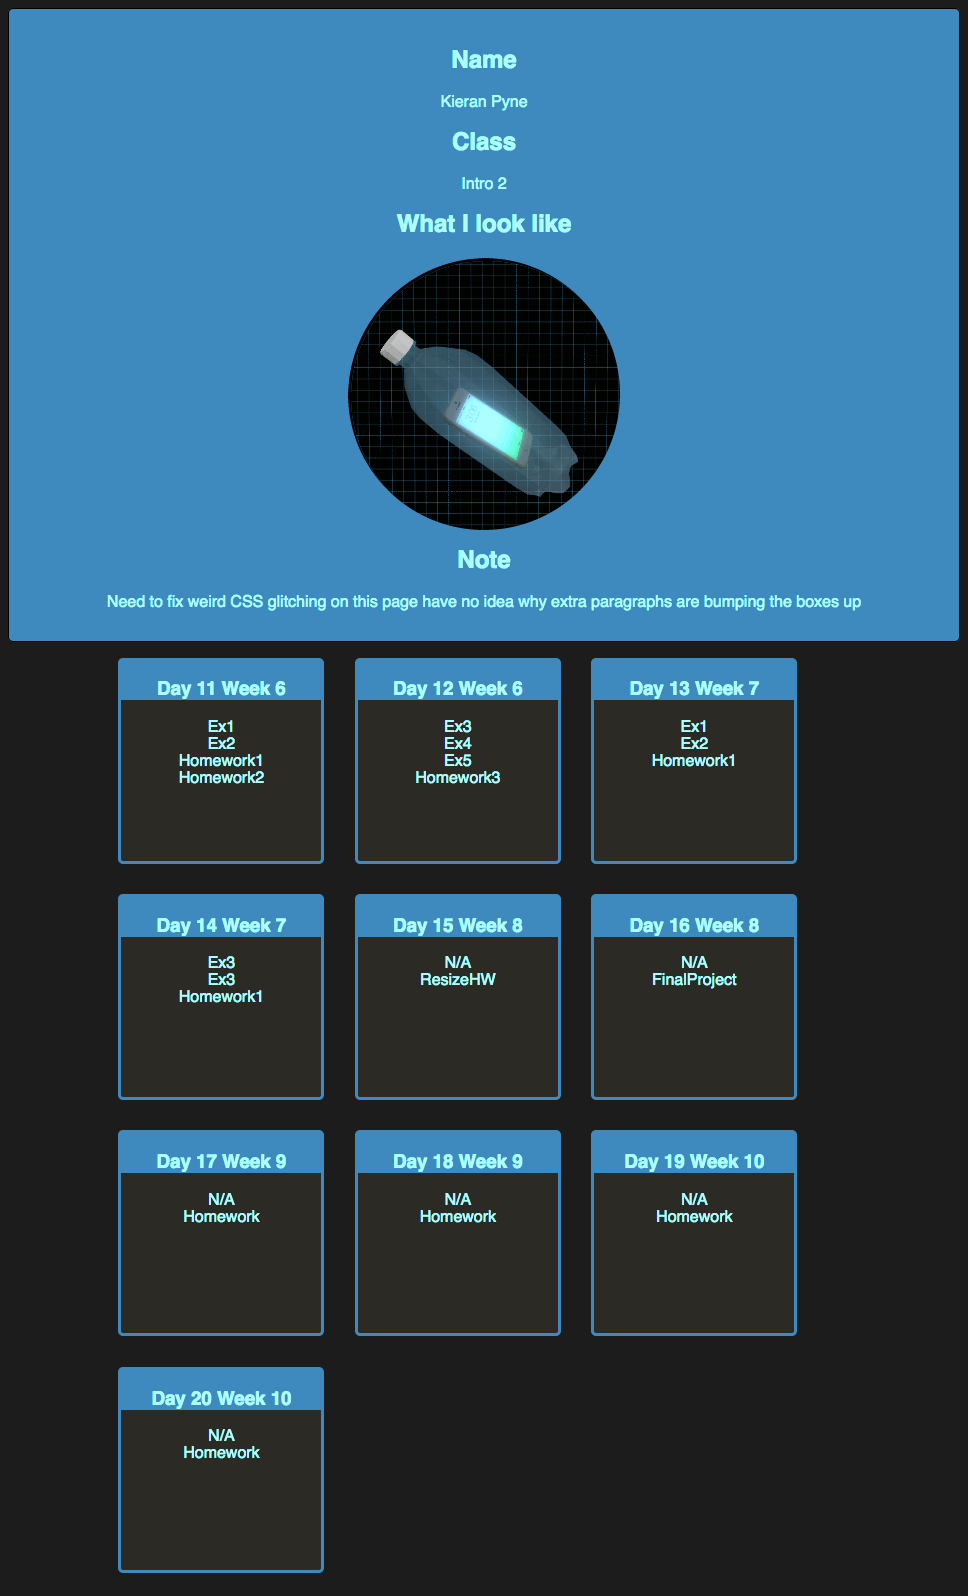 Name
Kieran Pyne
Class
Intro 2
What I look like
Note
Need to fix weird CSS glitching on this page have no idea why extra paragraphs are bumping the boxes up
Day 11 Week 6
Ex1
Ex2
Homework1
Homework2
Day 12 Week 6
Ex3
Ex4
Ex5
Homework3
Day 13 Week 7
Ex1
Ex2
Homework1
Day 14 Week 7
Ex3
Ex3
Homework1
Day 15 Week 8
N/A
ResizeHW
Day 16 Week 8
N/A
FinalProject
Day 17 Week 9
N/A
Homework
Day 18 Week 9
N/A
Homework
Day 19 Week 10
N/A
Homework
Day 20 Week 10
N/A
Homework